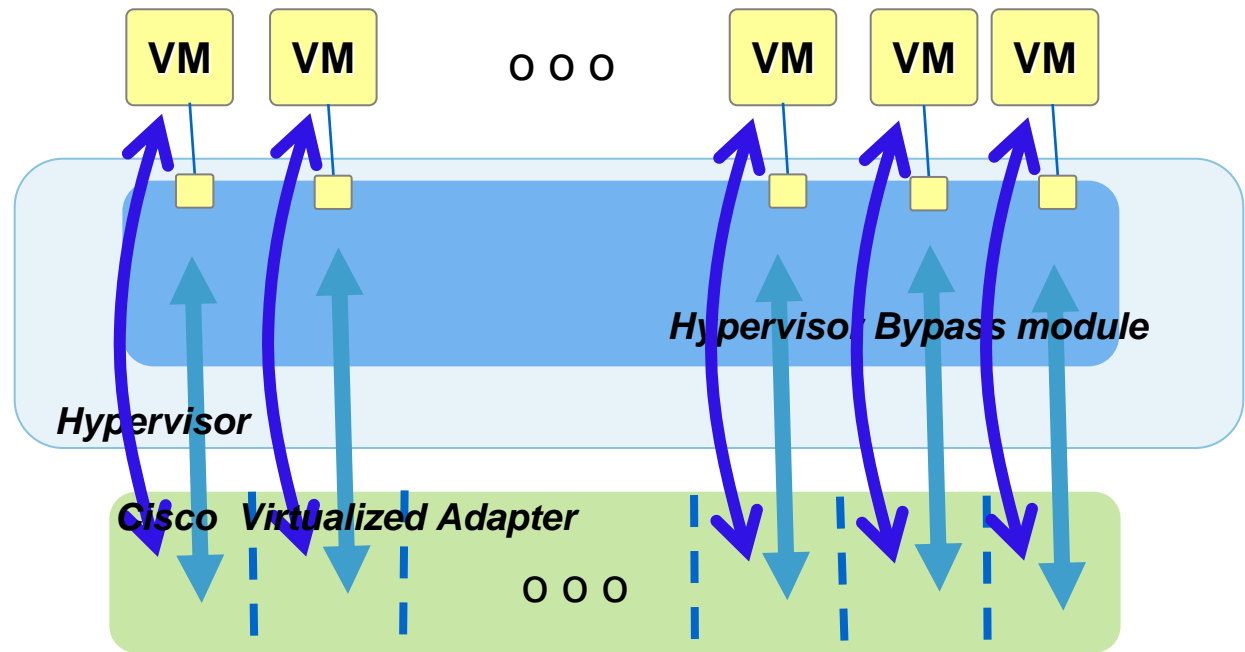 VM VM o o o VM VM VM
Hypervisor Bypass module
Hypervisor
Cisco Virtualized Adapter
o o o